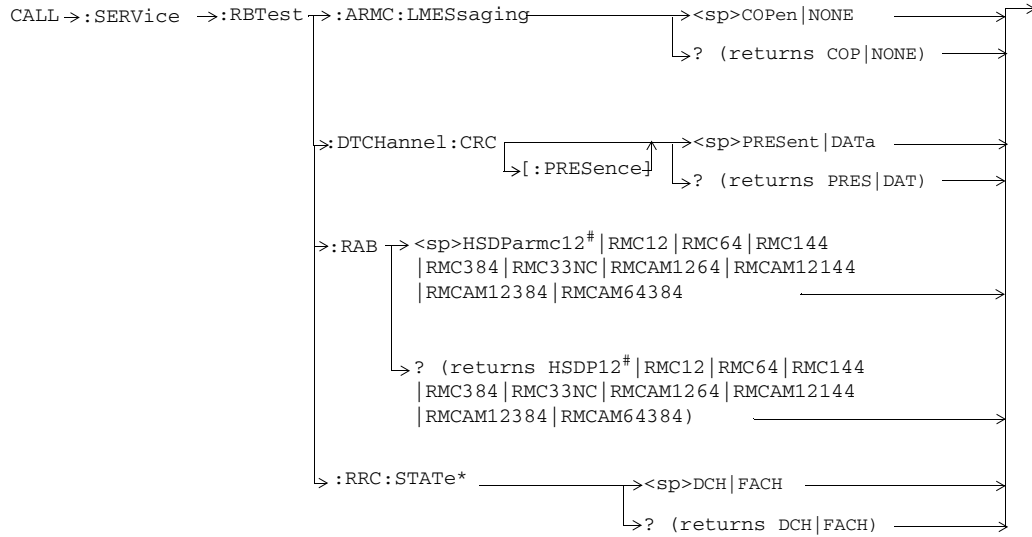 CALL :SERVice :RBTest :ARMC:LMESsaging <sp>COPen|NONE
? (returns COP|NONE)
:DTCHannel:CRC <sp>PRESent|DATa
[:PRESence]
? (returns PRES|DAT)
:RAB <sp>HSDParmc12#|RMC12|RMC64|RMC144
|RMC384|RMC33NC|RMCAM1264|RMCAM12144
|RMCAM12384|RMCAM64384
? (returns HSDP12#|RMC12|RMC64|RMC144
|RMC384|RMC33NC|RMCAM1264|RMCAM12144
|RMCAM12384|RMCAM64384)
:RRC:STATe* <sp>DCH|FACH
? (returns DCH|FACH)